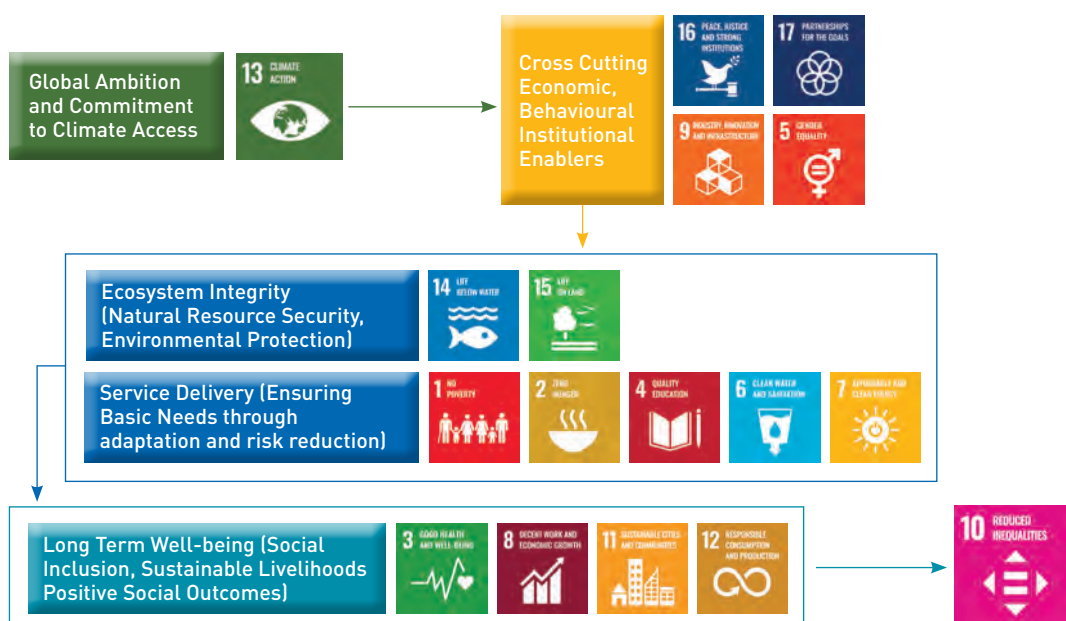 Global Ambition
and Commitment
to Climate Access
13 CLIMATE
ACTION
Cross Cutting
Economic,
Behavioural
Institutional
Enablers
16 PEACE, JUSTICE
AND STRONG
INSTITUTIONS
17 PARTNERSHIPS
FOR THE GOALS
9 INDUSTRY, INNOVATION
AND INFRASTRUCTURE
5 GENDER
EQUALITY
Ecosystem Integrity
(Natural Resource Security,
Environmental Protection)
14 LIFE
BELOW WATER
15 LIFE
ON LAND
Service Delivery (Ensuring
Basic Needs through
adaptation and risk reduction)
1 NO
POVERTY
2 ZERO
HUNGER
4 QUALITY
EDUCATION
6 CLEAN WATER
AND SANITATION
7 AFFORDABLE AND
CLEAN ENERGY
Long Term Well-being (Social
Inclusion, Sustainable Livelihoods
Positive Social Outcomes)
3 GOOD HEALTH
AND WELL-BEING
8 DECENT WORK AND
ECONOMIC GROWTH
11 SUSTAINABLE CITIES
AND COMMUNITIES
12 RESPONSIBLE
CONSUMPTION
AND PRODUCTION
10 REDUCED
INEQUALITIES